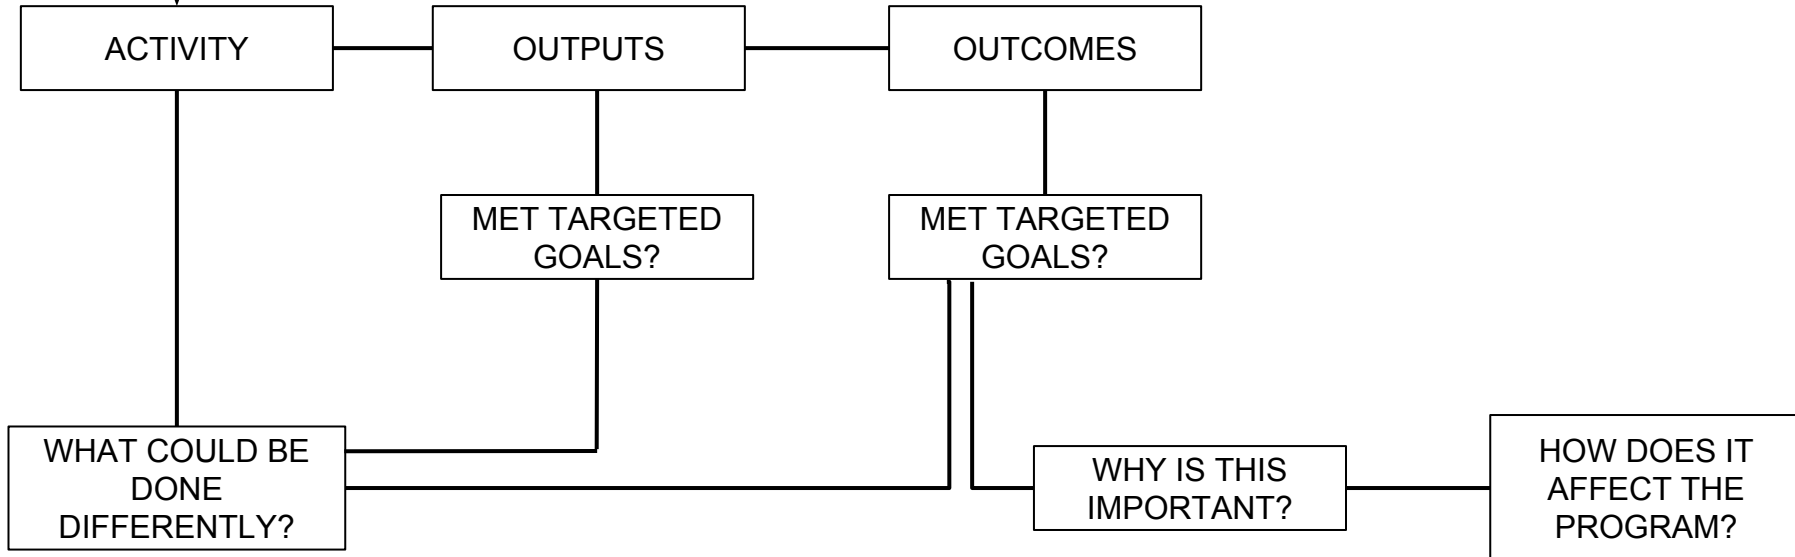 ACTIVITY
OUTPUTS
OUTCOMES
MET TARGETED
GOALS?
MET TARGETED
GOALS?
WHAT COULD BE
DONE
DIFFERENTLY?
WHY IS THIS
IMPORTANT?
HOW DOES IT
AFFECT THE
PROGRAM?